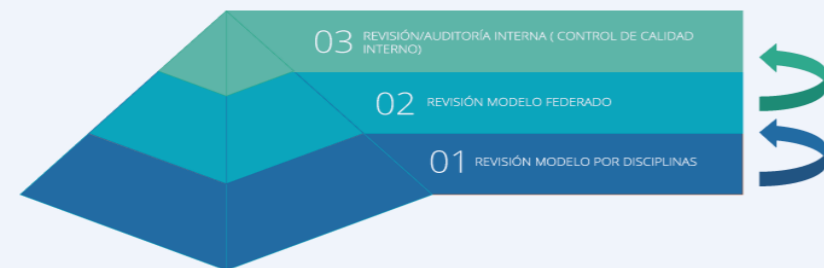 03 REVISIÓN/AUDITORÍA INTERNA ( CONTROL DE CALIDAD
INTERNO)
02 REVISIÓN MODELO FEDERADO
01 REVISIÓN MODELO POR DISCIPLINAS